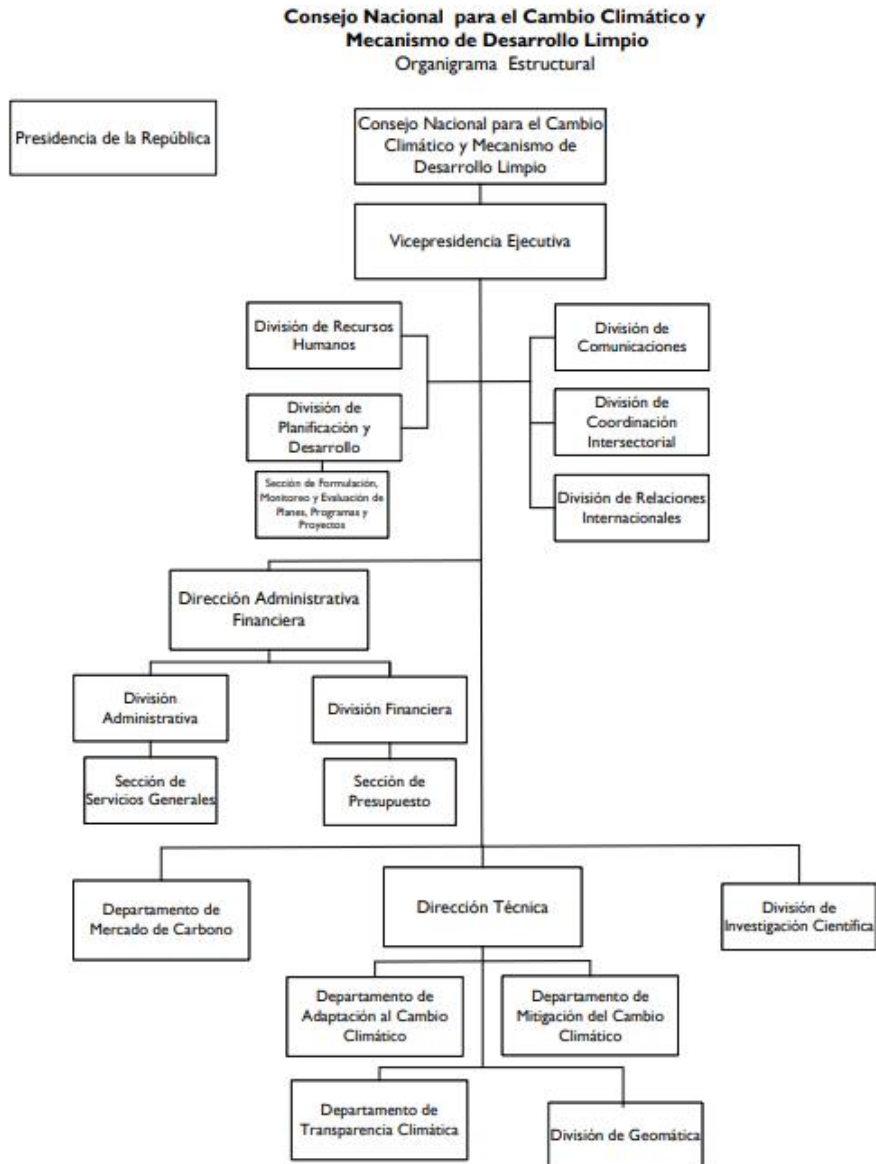 Consejo Nacional para el Cambio Climático y
Mecanismo de Desarrollo Limpio
Organigrama Estructural
Presidencia de la República
Consejo Nacional para el Cambio
Climático y Mecanismo de
Desarrollo Limpio
Vicepresidencia Ejecutiva
División de Recursos
Humanos
División de
Comunicaciones
División de
Planificación y
Desarrollo
División de
Coordinación
Intersectorial
Sección de Formulación,
Monitoreo y Evaluación de
Planes, Programas y
Proyectos
División de Relaciones
Internacionales
Dirección Administrativa
Financiera
División
Administrativa
División Financiera
Sección de
Servicios Generales
Sección de
Presupuesto
Departamento de
Mercado de Carbono
Dirección Técnica
División de
Investigación Científica
Departamento de
Adaptación al Cambio
Climático
Departamento de
Mitigación del Cambio
Climático
Departamento de
Transparencia Climática
División de Geomática